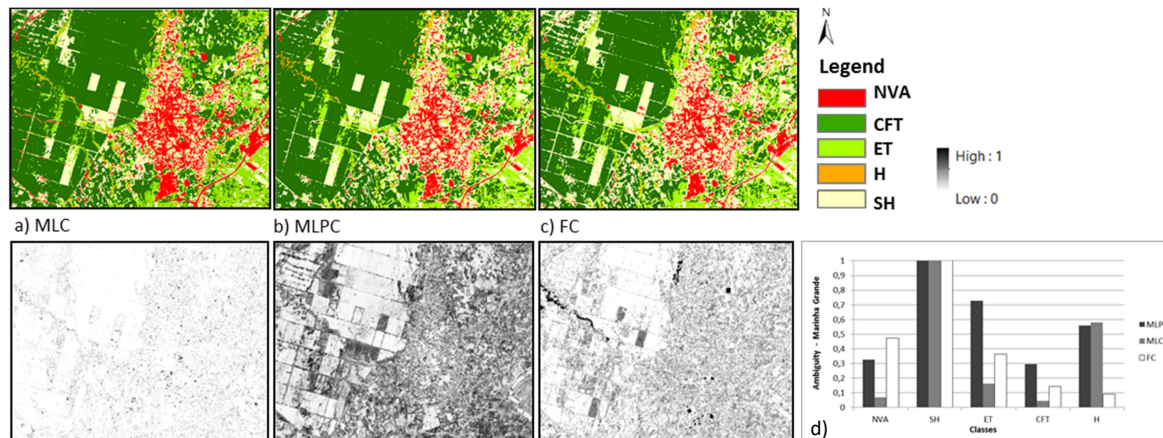 N
Legend
NVA
CFT
ET
H
SH
High : 1
Low : 0
a) MLC
b) MLPC
c) FC
Ambiguity - Marinha Grande
1
0,9
0,8
0,7
0,6
0,5
0,4
0,3
0,2
0,1
0
NVA
SH
ET
CFT
H
Classes
MLPC
MLC
FC
d)